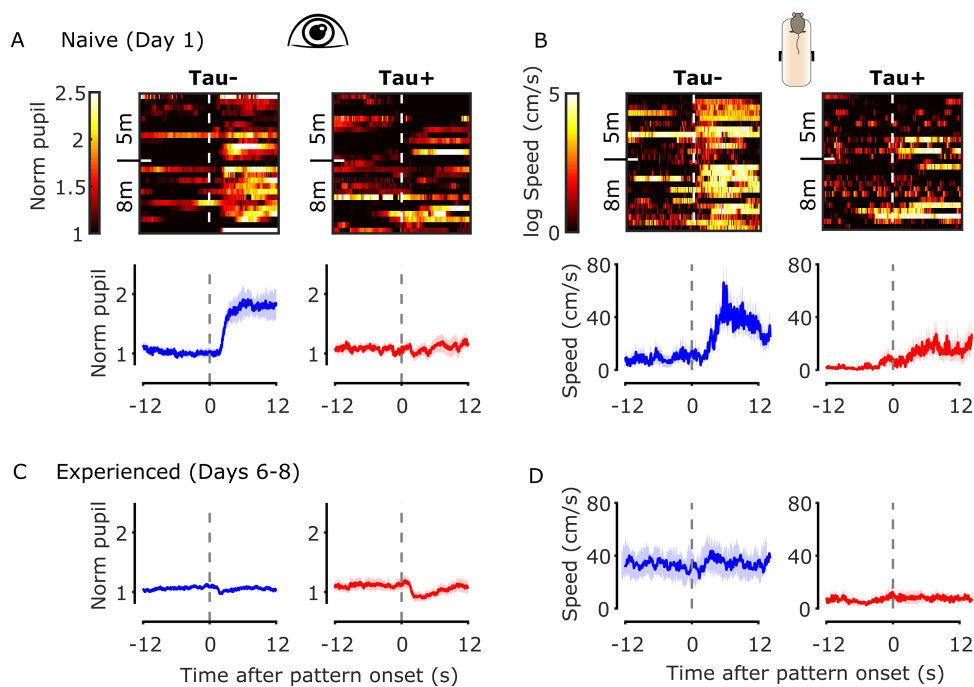 A Naive (Day 1)
B
Tau- Tau+
Tau- Tau+
Norm pupil
2.5
2
1.5
1
5m
8m
5m
8m
log Speed (cm/s)
5
0
5m
8m
5m
8m
Norm pupil
2
1
-12 0 12
2
1
-12 0 12
Speed (cm/s)
80
40
0
-12 0 12
80
40
0
-12 0 12
C Experienced (Days 6-8)
D
Norm pupil
2
1
-12 0 12
2
1
-12 0 12
Time after pattern onset (s)
Speed (cm/s)
80
40
0
-12 0 12
80
40
0
-12 0 12
Time after pattern onset (s)